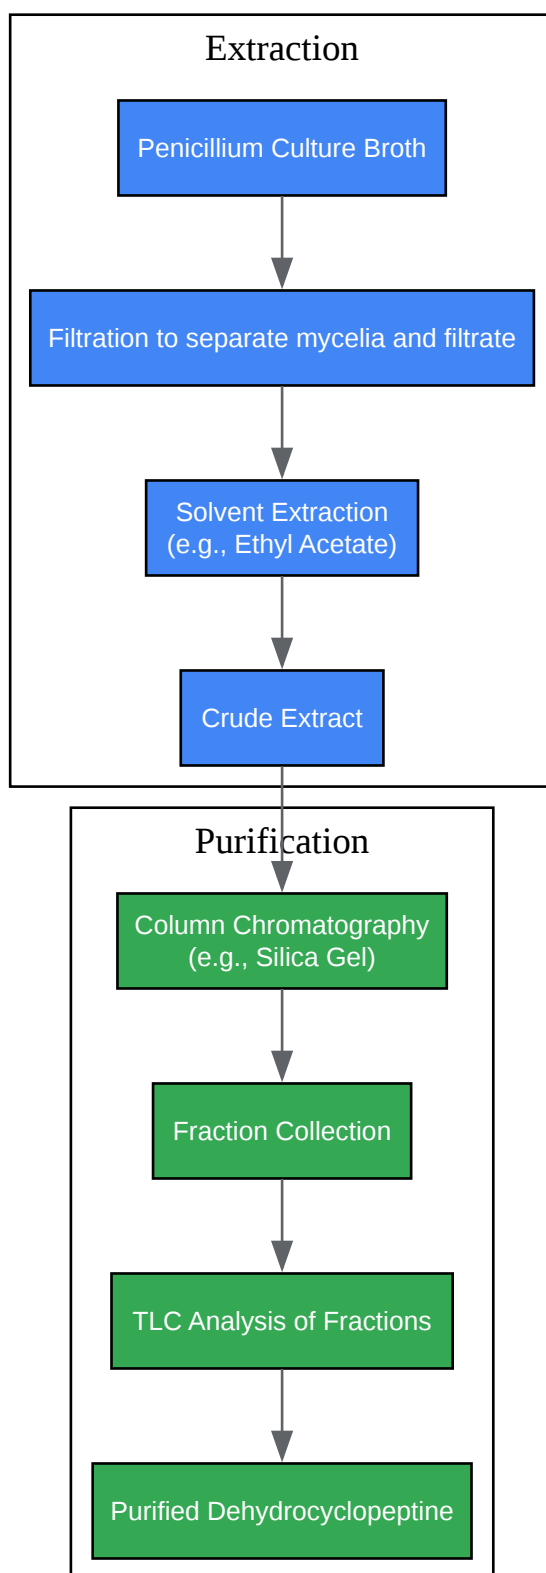 Extraction
Penicillium Culture Broth
Filtration to separate mycelia and filtrate
Solvent Extraction
(e.g., Ethyl Acetate)
Crude Extract
Purification
Column Chromatography
(e.g., Silica Gel)
Fraction Collection
TLC Analysis of Fractions
Purified Dehydrocyclopeptine